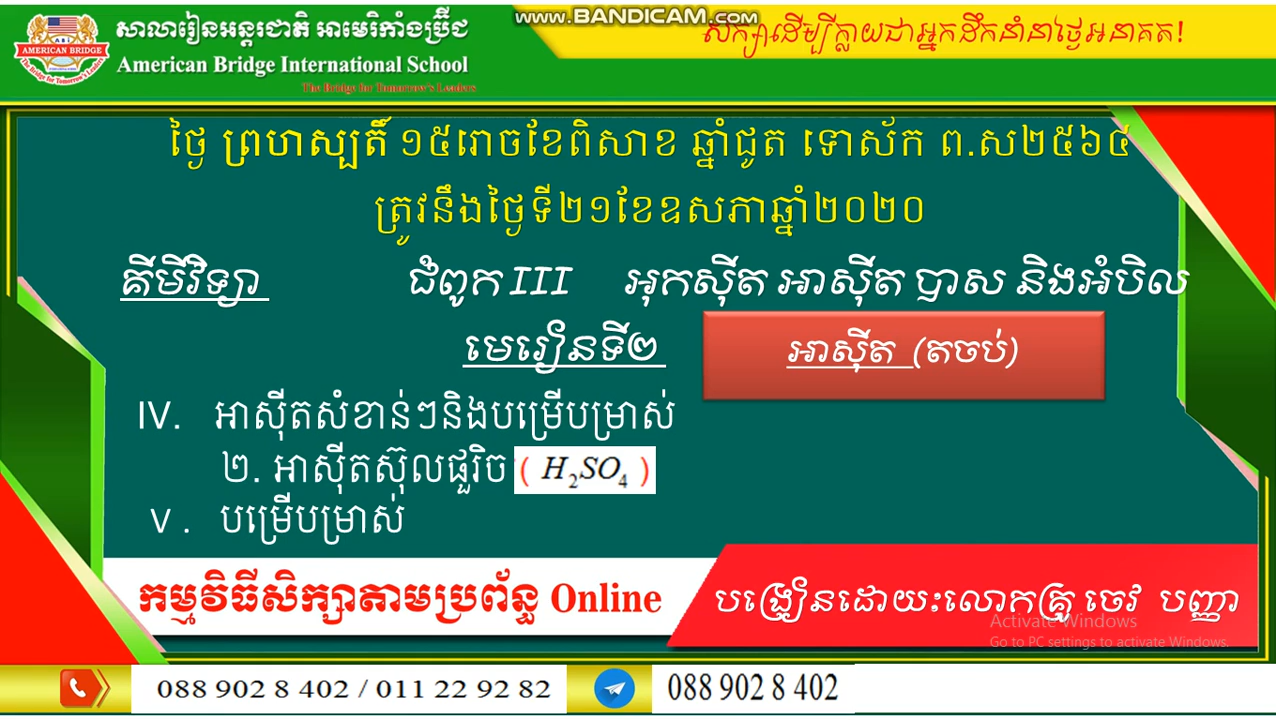 www.BANDICAM.com
សាលារៀនអន្តរជាតិ អាមេរិកាំងប្រ៊ីជ
American Bridge International School
The Bridge for Tomorrow's Leaders
សិក្សាដើម្បីក្លាយជាអ្នកដឹកនាំនាថ្ងៃអនាគត!
AMERICAN BRIDGE
ថ្ងៃ ព្រហស្បតិ៍ ១៥រោចខែពិសាខ ឆ្នាំជូត ទោស័ក ព.ស២៥៦៤
ត្រូវនឹងថ្ងៃទី២១ខែឧសភាឆ្នាំ២០២០
គីមីវិទ្យា ជំពូក III អុកស៊ីត អាស៊ីត បាស និងអំបិល
មេរៀនទី២ អាស៊ីត (តចប់)
IV. អាស៊ីតសំខាន់ៗនិងបម្រើបម្រាស់
២. អាស៊ីតស៊ុលផួរិច ( H₂SO₄ )
V . បម្រើបម្រាស់
កម្មវិធីសិក្សាតាមប្រព័ន្ធ Online
បង្រៀនដោយៈលោកគ្រូ ចេវ បញ្ញា
Activate Windows
Go to PC settings to activate Windows.
088 902 8 402 / 011 22 92 82
088 902 8 402